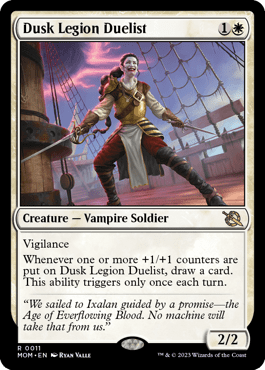 Dusk Legion Duelist 1
Creature — Vampire Soldier
Vigilance
Whenever one or more +1/+1 counters are
put on Dusk Legion Duelist, draw a card.
This ability triggers only once each turn.
“We sailed to Ixalan guided by a promise—the
Age of Everflowing Blood. No machine will
take that from us.”
2/2
R 0011
MOM • EN RYAN VALLE
™ & © 2023 Wizards of the Coast